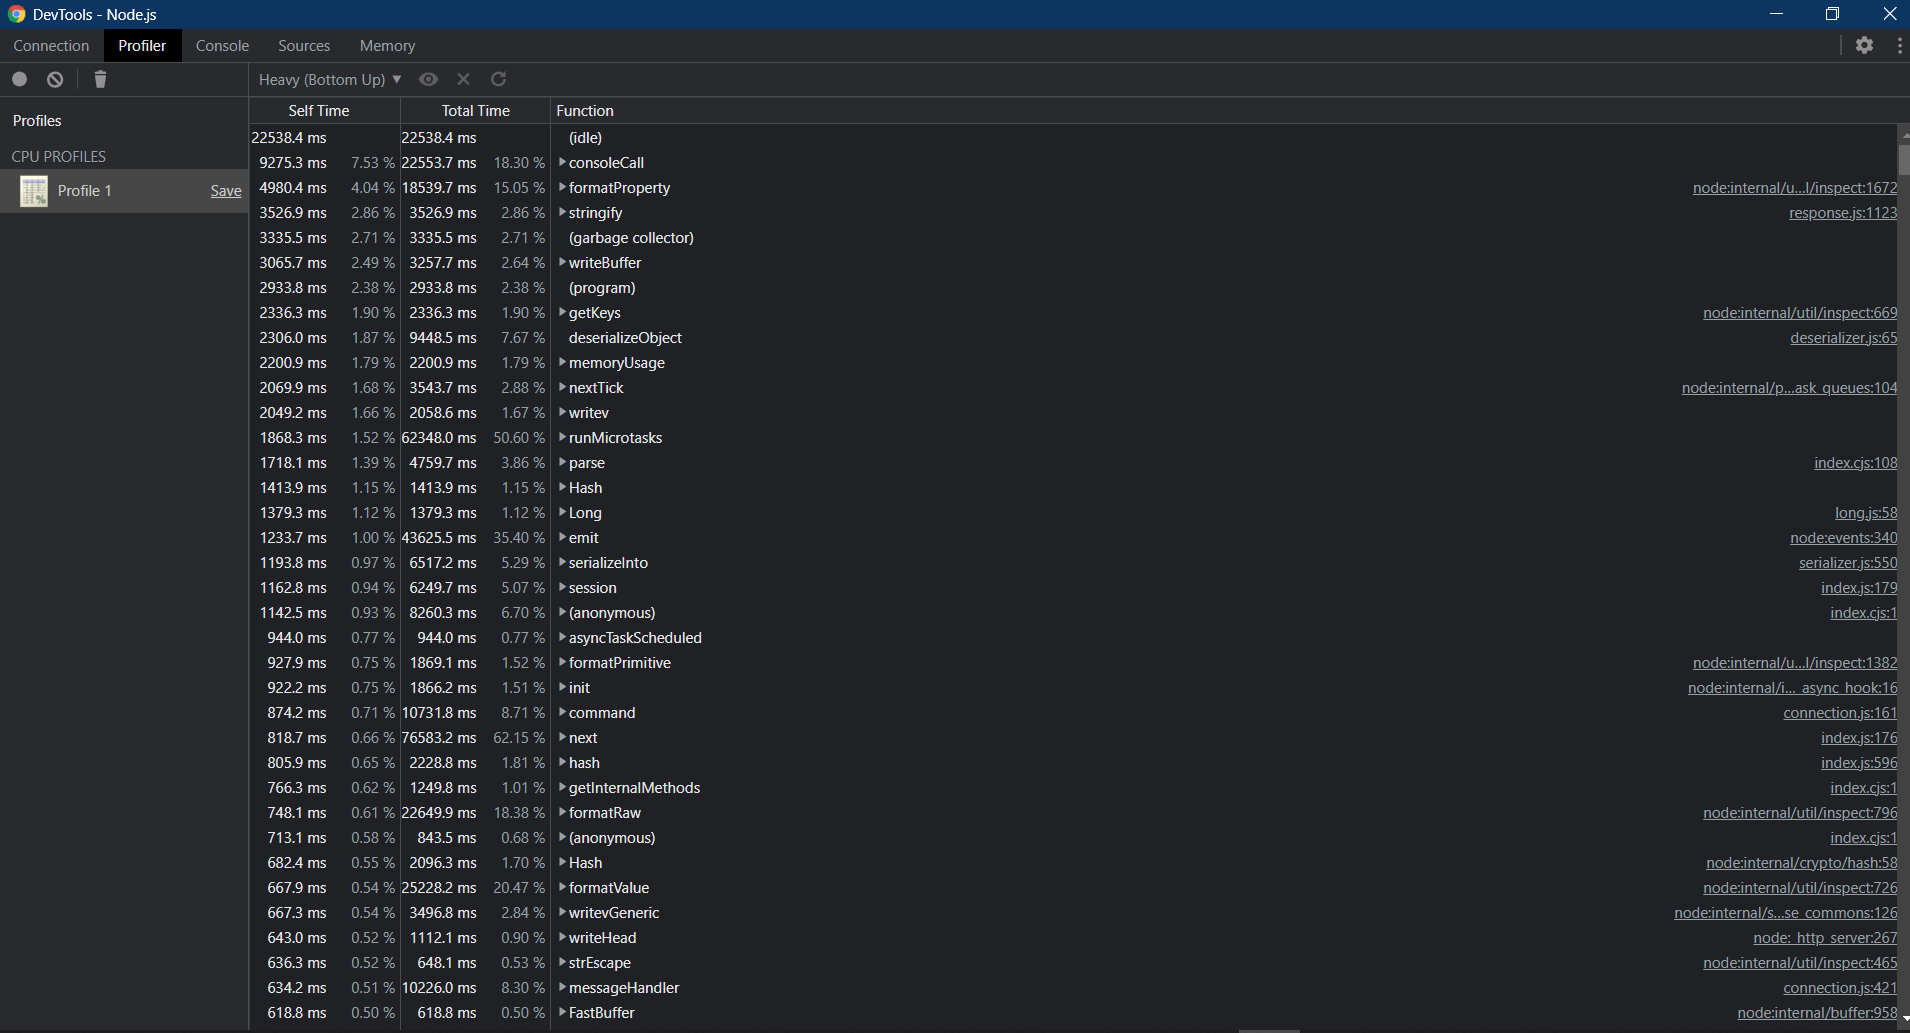 DevTools - Node.js
Connection Profiler Console Sources Memory
Heavy (Bottom Up) ▼
Profiles
CPU PROFILES
Profile 1 Save
Self Time Total Time Function
22538.4 ms 22538.4 ms (idle)
9275.3 ms 7.53 % 22553.7 ms 18.30 % consoleCall
4980.4 ms 4.04 % 18539.7 ms 15.05 % formatProperty node:internal/u...l/inspect:1672
3526.9 ms 2.86 % 3526.9 ms 2.86 % stringify response.js:1123
3335.5 ms 2.71 % 3335.5 ms 2.71 % (garbage collector)
3065.7 ms 2.49 % 3257.7 ms 2.64 % writeBuffer
2933.8 ms 2.38 % 2933.8 ms 2.38 % (program)
2336.3 ms 1.90 % 2336.3 ms 1.90 % getKeys node:internal/util/inspect:669
2306.0 ms 1.87 % 9448.5 ms 7.67 % deserializeObject deserializer.js:65
2200.9 ms 1.79 % 2200.9 ms 1.79 % memoryUsage
2069.9 ms 1.68 % 3543.7 ms 2.88 % nextTick node:internal/p...ask_queues:104
2049.2 ms 1.66 % 2058.6 ms 1.67 % writev
1868.3 ms 1.52 % 62348.0 ms 50.60 % runMicrotasks
1718.1 ms 1.39 % 4759.7 ms 3.86 % parse index.cjs:108
1413.9 ms 1.15 % 1413.9 ms 1.15 % Hash
1379.3 ms 1.12 % 1379.3 ms 1.12 % Long long.js:58
1233.7 ms 1.00 % 43625.5 ms 35.40 % emit node:events:340
1193.8 ms 0.97 % 6517.2 ms 5.29 % serializeInto serializer.js:550
1162.8 ms 0.94 % 6249.7 ms 5.07 % session index.js:179
1142.5 ms 0.93 % 8260.3 ms 6.70 % (anonymous) index.cjs:1
944.0 ms 0.77 % 944.0 ms 0.77 % asyncTaskScheduled
927.9 ms 0.75 % 1869.1 ms 1.52 % formatPrimitive node:internal/u...l/inspect:1382
922.2 ms 0.75 % 1866.2 ms 1.51 % init node:internal/i..._async_hook:16
874.2 ms 0.71 % 10731.8 ms 8.71 % command connection.js:161
818.7 ms 0.66 % 76583.2 ms 62.15 % next index.js:176
805.9 ms 0.65 % 2228.8 ms 1.81 % hash index.js:596
766.3 ms 0.62 % 1249.8 ms 1.01 % getInternalMethods index.cjs:1
748.1 ms 0.61 % 22649.9 ms 18.38 % formatRaw node:internal/util/inspect:796
713.1 ms 0.58 % 843.5 ms 0.68 % (anonymous) index.cjs:1
682.4 ms 0.55 % 2096.3 ms 1.70 % Hash node:internal/crypto/hash:58
667.9 ms 0.54 % 25228.2 ms 20.47 % formatValue node:internal/util/inspect:726
667.3 ms 0.54 % 3496.8 ms 2.84 % writevGeneric node:internal/s...se_commons:126
643.0 ms 0.52 % 1112.1 ms 0.90 % writeHead node:_http_server:267
636.3 ms 0.52 % 648.1 ms 0.53 % strEscape node:internal/util/inspect:465
634.2 ms 0.51 % 10226.0 ms 8.30 % messageHandler connection.js:421
618.8 ms 0.50 % 618.8 ms 0.50 % FastBuffer node:internal/buffer:958